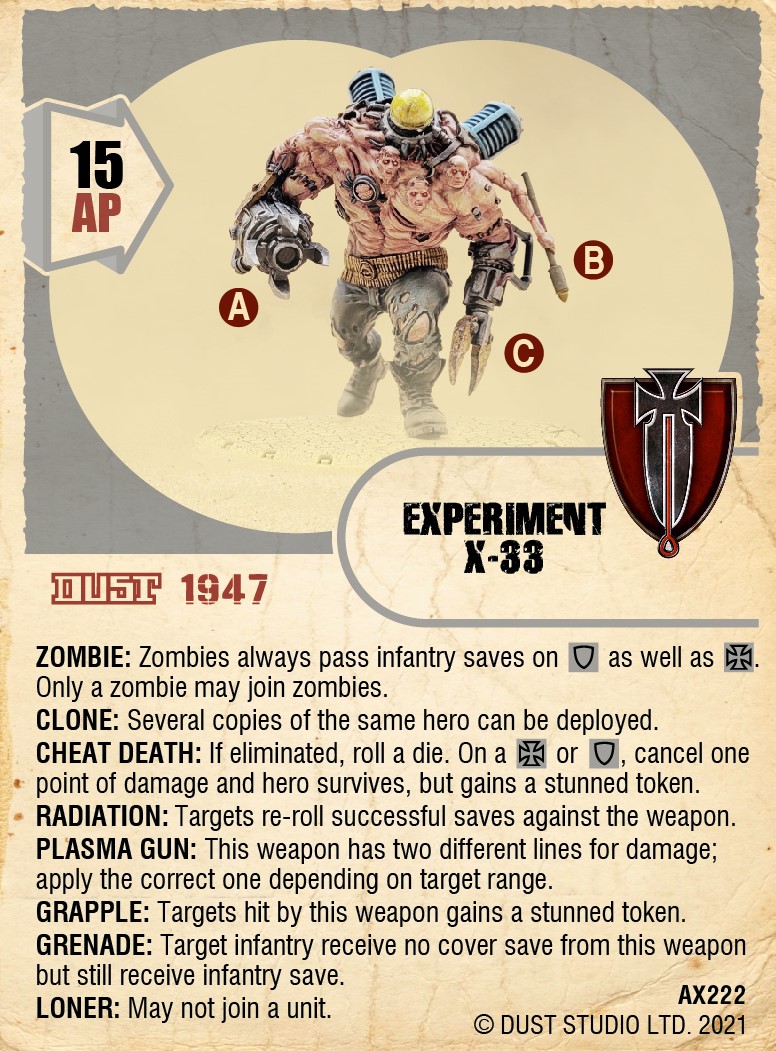 15
AP
A
B
C
EXPERIMENT
X-33
DUST 1947
ZOMBIE: Zombies always pass infantry saves on as well as .
Only a zombie may join zombies.
CLONE: Several copies of the same hero can be deployed.
CHEAT DEATH: If eliminated, roll a die. On a or , cancel one
point of damage and hero survives, but gains a stunned token.
RADIATION: Targets re-roll successful saves against the weapon.
PLASMA GUN: This weapon has two different lines for damage;
apply the correct one depending on target range.
GRAPPLE: Targets hit by this weapon gains a stunned token.
GRENADE: Target infantry receive no cover save from this weapon
but still receive infantry save.
LONER: May not join a unit.
AX222
© DUST STUDIO LTD. 2021